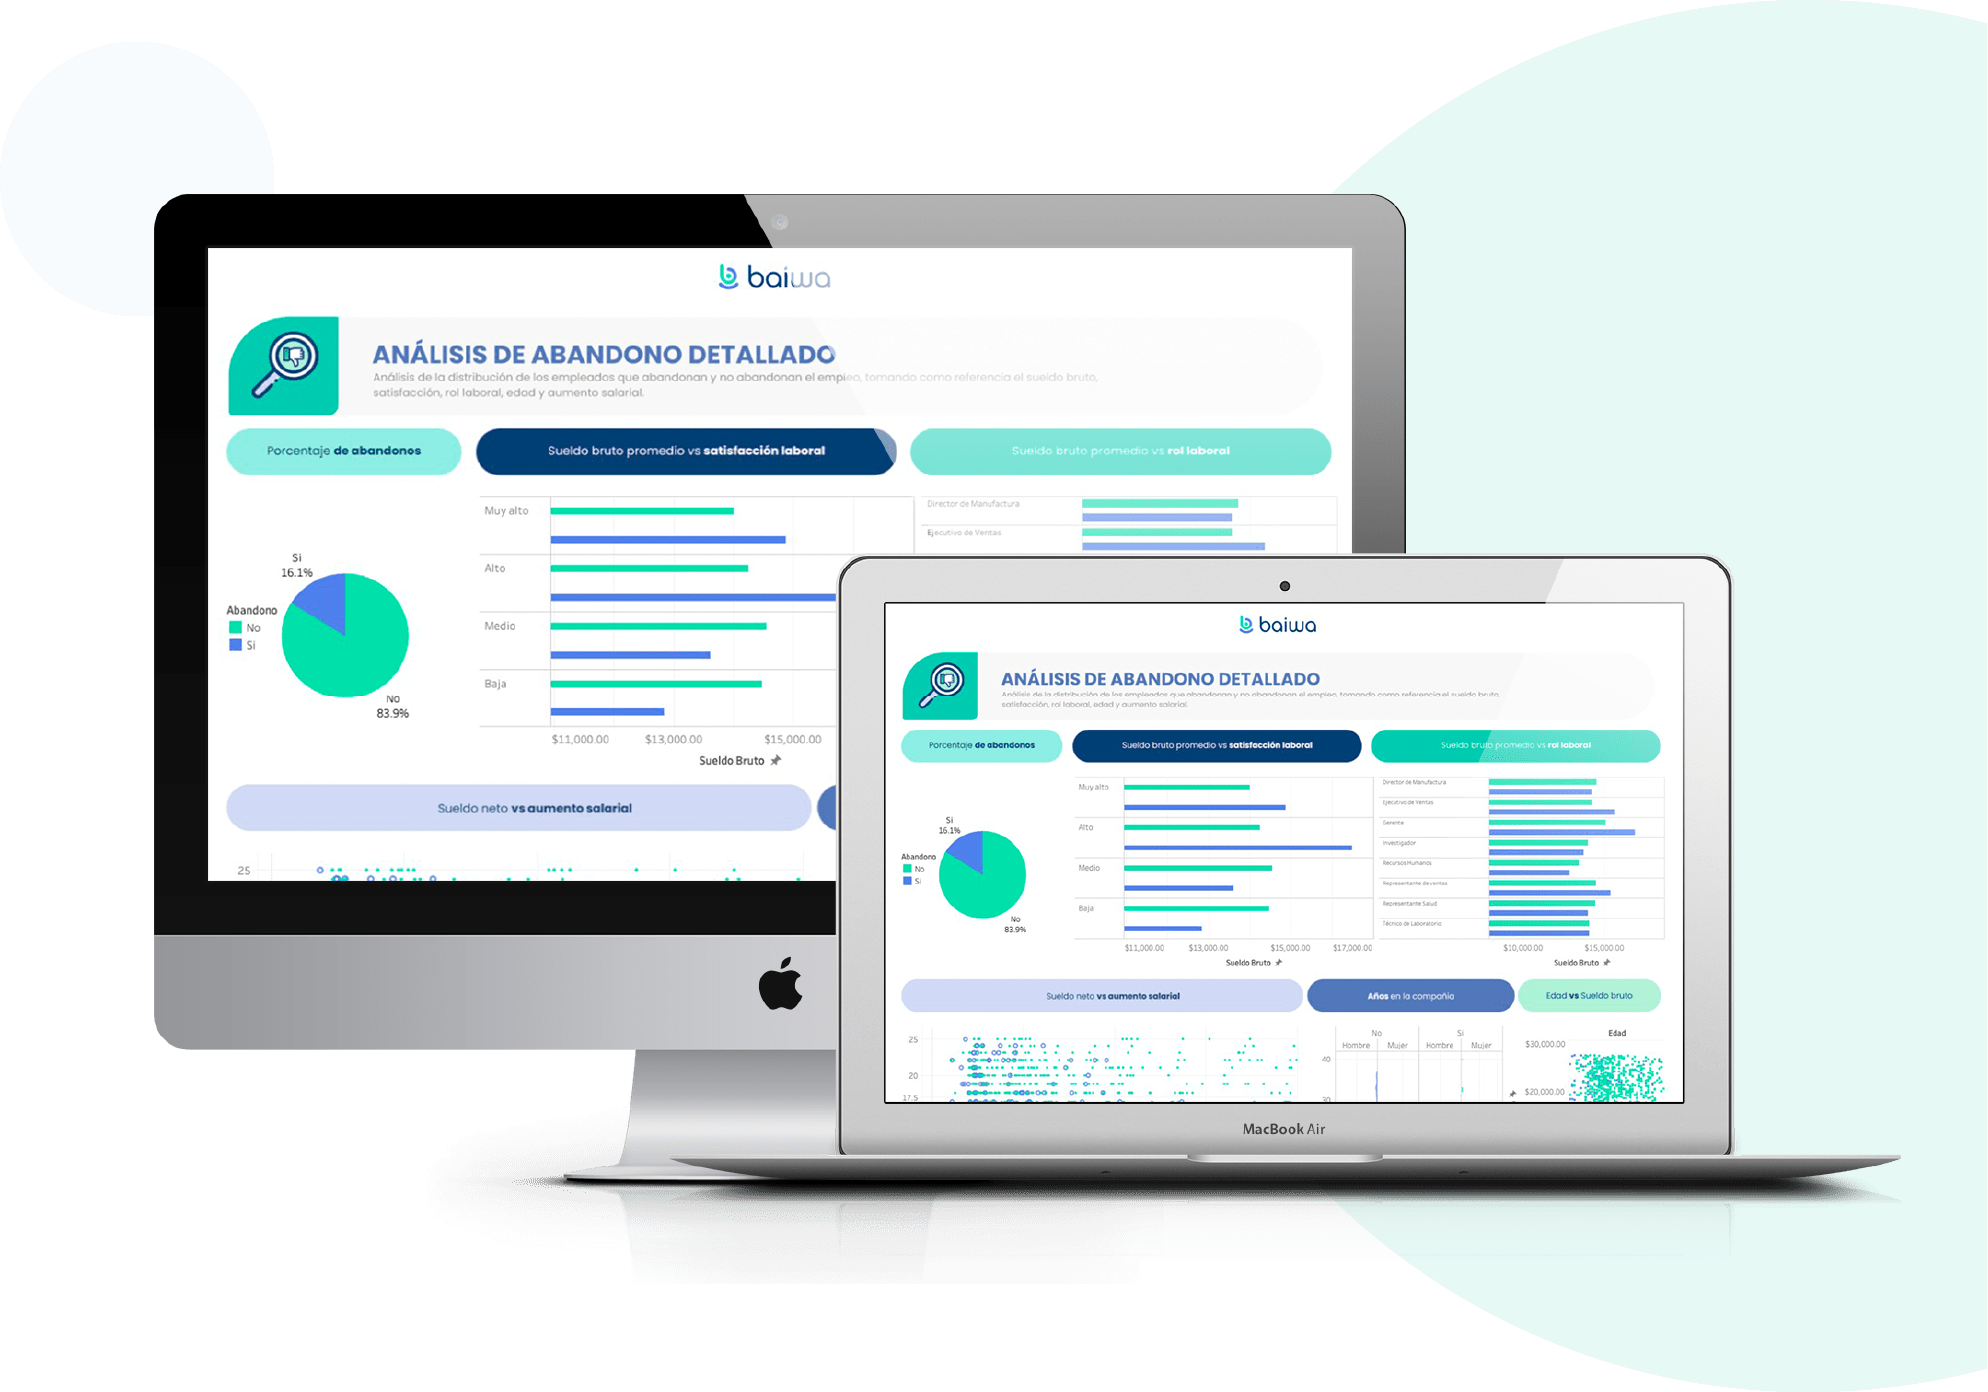 baiwa
ANÁLISIS DE ABANDONO DETALLADO
Análisis de la distribución de los empleados que abandonan y no abandonan el empleo, tomando como referencia el sueldo bruto,
satisfacción, rol laboral, edad y aumento salarial.
Porcentaje de abandonos
Sueldo bruto promedio vs satisfacción laboral
Sueldo bruto promedio vs rol laboral
Si
16.1%
Abandono
No
Si
No
83.9%
Muy alto
Alto
Medio
Baja
$11,000.00 $13,000.00 $15,000.00
Sueldo Bruto
Director de Manufactura
Ejecutivo de Ventas
Sueldo neto vs aumento salarial
25
baiwa
ANÁLISIS DE ABANDONO DETALLADO
Análisis de la distribución de los empleados que abandonan y no abandonan el empleo, tomando como referencia el sueldo bruto,
satisfacción, rol laboral, edad y aumento salarial.
Porcentaje de abandonos
Sueldo bruto promedio vs satisfacción laboral
Sueldo bruto promedio vs rol laboral
Si
16.1%
Abandono
No
Si
No
83.9%
Muy alto
Alto
Medio
Baja
$11,000.00 $13,000.00 $15,000.00 $17,000.00
Sueldo Bruto
Director de Manufactura
Ejecutivo de Ventas
Gerente
Investigador
Recursos Humanos
Representante de ventas
Representante Salud
Técnico de Laboratorio
$10,000.00 $15,000.00
Sueldo Bruto
Sueldo neto vs aumento salarial
Años en la compañía
Edad vs Sueldo bruto
25
20
17.5
No Si
Hombre Mujer Hombre Mujer
40
30
Edad
$30,000.00
$20,000.00
MacBook Air